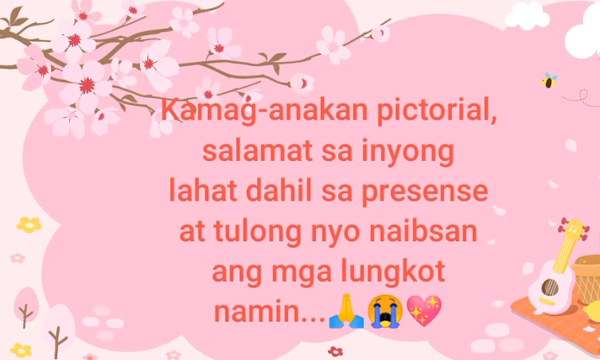 Kamag-anakan pictorial,
salamat sa inyong
lahat dahil sa presense
at tulong nyo naibsan
ang mga lungkot
namin...🙏😭💖